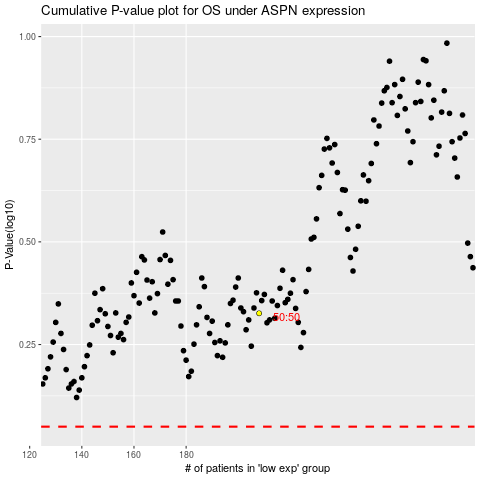 Cumulative P-value plot for OS under ASPN expression
1.00
0.75
0.50
0.25
P-Value(log10)
50:50
120 140 160 180
# of patients in 'low exp' group